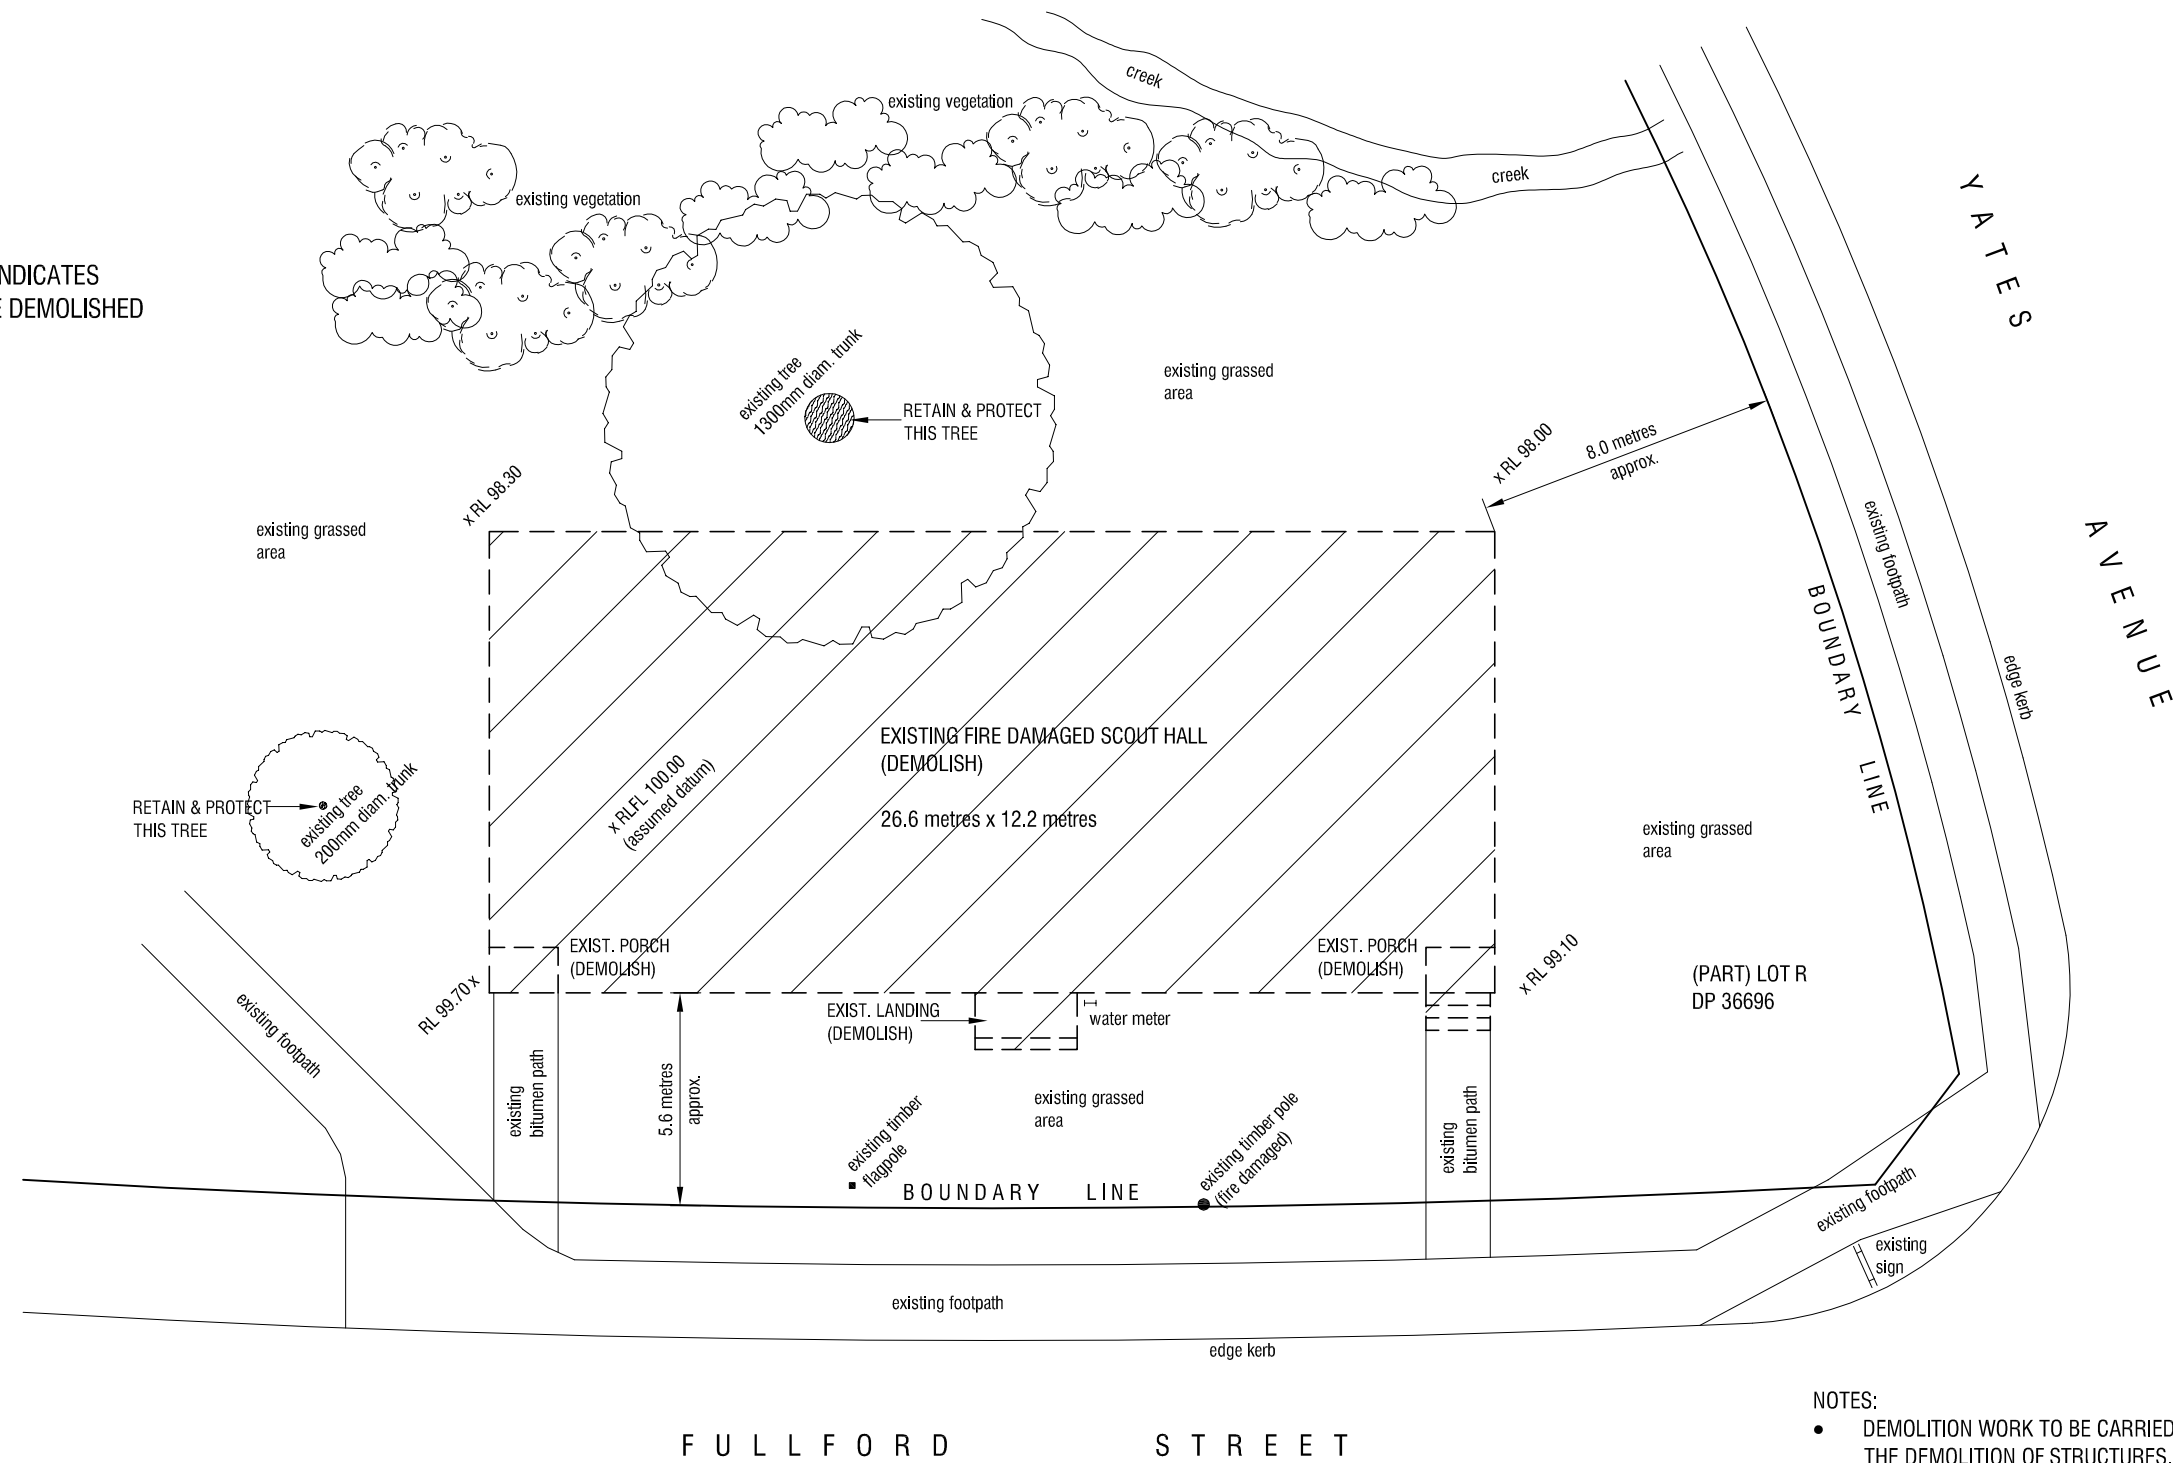 creek
existing vegetation
creek
existing vegetation
YATES AVENUE
DEMOLISHED
existing tree
1300mm diam. trunk
RETAIN & PROTECT
THIS TREE
existing grassed
area
x RL 98.00
8.0 metres
approx.
x RL 98.30
existing grassed
area
existing footpath
BOUNDARY LINE
edge kerb
EXISTING FIRE DAMAGED SCOUT HALL
(DEMOLISH)
26.6 metres x 12.2 metres
x RLFL 100.00
(assumed datum)
RETAIN & PROTECT
THIS TREE
existing tree
200mm diam. trunk
existing grassed
area
EXIST. PORCH
(DEMOLISH)
EXIST. PORCH
(DEMOLISH)
RL 99.70 x
x RL 99.10
(PART) LOT R
DP 36696
EXIST. LANDING
(DEMOLISH)
water meter
existing footpath
existing
bitumen path
5.6 metres
approx.
existing timber
flagpole
existing grassed
area
existing timber pole
(fire damaged)
existing
bitumen path
BOUNDARY LINE
existing footpath
existing
sign
existing footpath
edge kerb
FULLFORD STREET
NOTES:
• DEMOLITION WORK TO BE CARRIED
THE DEMOLITION OF STRUCTURES.